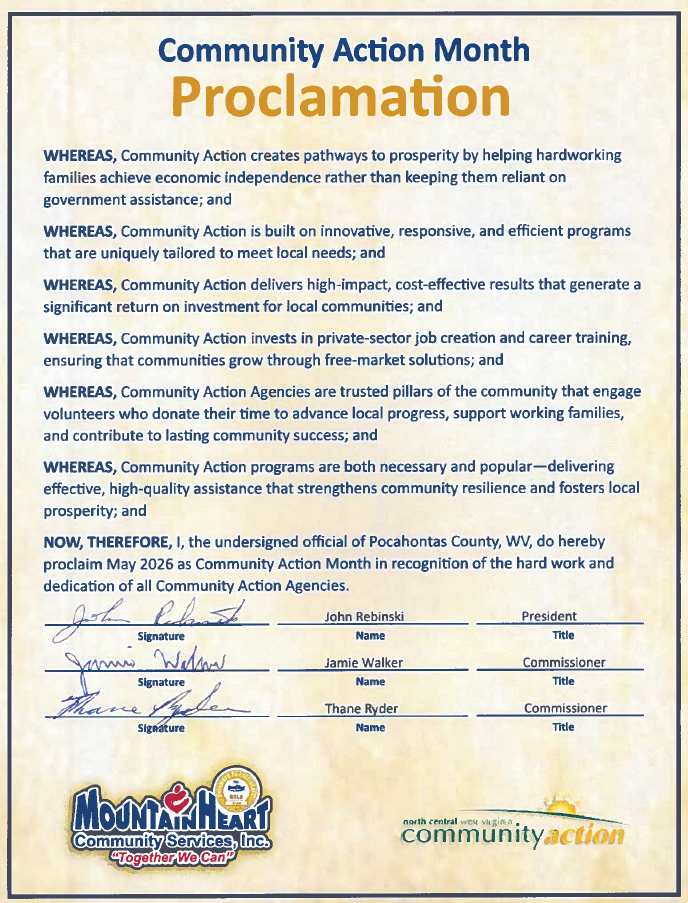 Community Action Month
Proclamation
WHEREAS, Community Action creates pathways to prosperity by helping hardworking
families achieve economic independence rather than keeping them reliant on
government assistance; and
WHEREAS, Community Action is built on innovative, responsive, and efficient programs
that are uniquely tailored to meet local needs; and
WHEREAS, Community Action delivers high-impact, cost-effective results that generate a
significant return on investment for local communities; and
WHEREAS, Community Action invests in private-sector job creation and career training,
ensuring that communities grow through free-market solutions; and
WHEREAS, Community Action Agencies are trusted pillars of the community that engage
volunteers who donate their time to advance local progress, support working families,
and contribute to lasting community success; and
WHEREAS, Community Action programs are both necessary and popular—delivering
effective, high-quality assistance that strengthens community resilience and fosters local
prosperity; and
NOW, THEREFORE, I, the undersigned official of Pocahontas County, WV, do hereby
proclaim May 2026 as Community Action Month in recognition of the hard work and
dedication of all Community Action Agencies.
John Rebinski John Rebinski President
Signature Name Title
Jamie Walker Jamie Walker Commissioner
Signature Name Title
Thane Ryder Thane Ryder Commissioner
Signature Name Title
MOUNTAINHEART
Community Services, Inc.
"Together We Can"
north central west virginia
communityaction